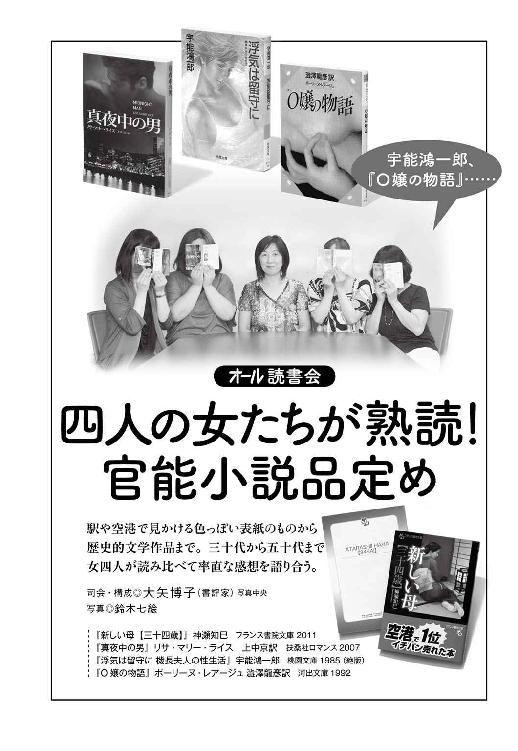 真夜中の男
MIDNIGHT MAN
リサ・マリー・ライス
宇能鴻一郎
浮気は留守に
澁澤龍彦訳
ポーリーヌ・レアージュ
O嬢の物語
宇能鴻一郎、
『O嬢の物語』……
オール読書会
四人の女たちが熟読!
官能小説品定め
駅や空港で見かける色っぽい表紙のものから
歴史的文学作品まで。三十代から五十代まで
女四人が読み比べて率直な感想を語り合う。
司会・構成◎大矢博子(書評家)写真中央
写真◎鈴木七絵
ATARASHII HAHA
新しい母
【三十四歳】
神瀬知巳
空港で1位
イチバン売れた本
『新しい母【三十四歳】』神瀬知巳 フランス書院文庫 2011
『真夜中の男』リサ・マリー・ライス 上中京訳 扶桑社ロマンス 2007
『浮気は留守に 機長夫人の性生活』宇能鴻一郎 桃園文庫 1985(絶版)
『O嬢の物語』ポーリーヌ・レアージュ 澁澤龍彦訳 河出文庫 1992